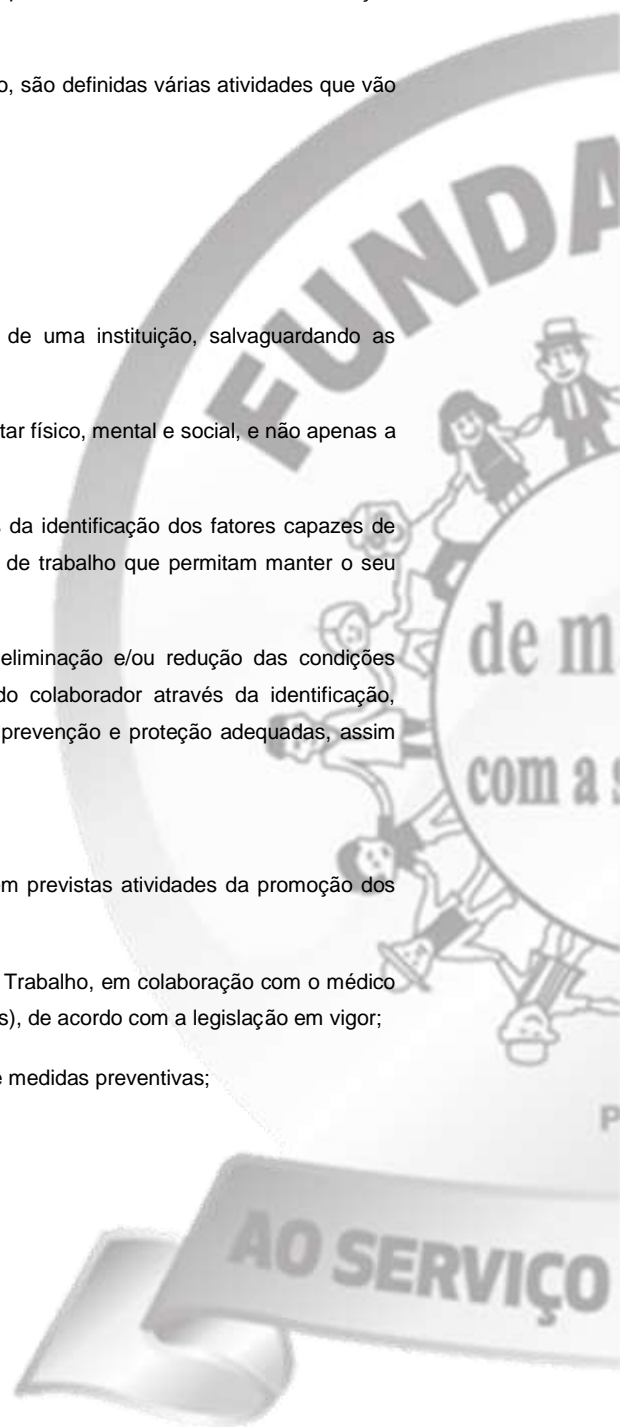 o, são definidas várias atividades que vão
de uma instituição, salvaguardando as
tar físico, mental e social, e não apenas a
da identificação dos fatores capazes de
de trabalho que permitam manter o seu
eliminação e/ou redução das condições
do colaborador através da identificação,
prevenção e proteção adequadas, assim
m previstas atividades da promoção dos
Trabalho, em colaboração com o médico
s), de acordo com a legislação em vigor;
e medidas preventivas;
FUNDA
de m
com a s
P
AO SERVIÇO